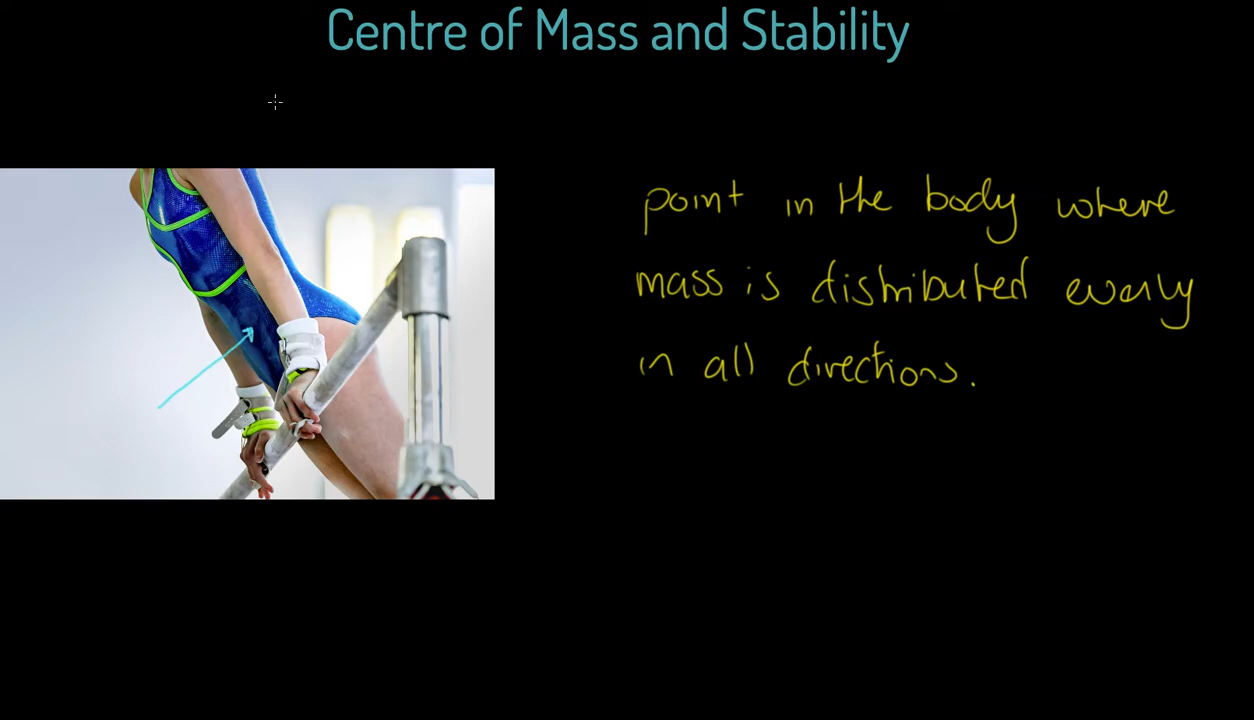 Centre of Mass and Stability
point in the body where
mass is distributed evenly
in all directions.